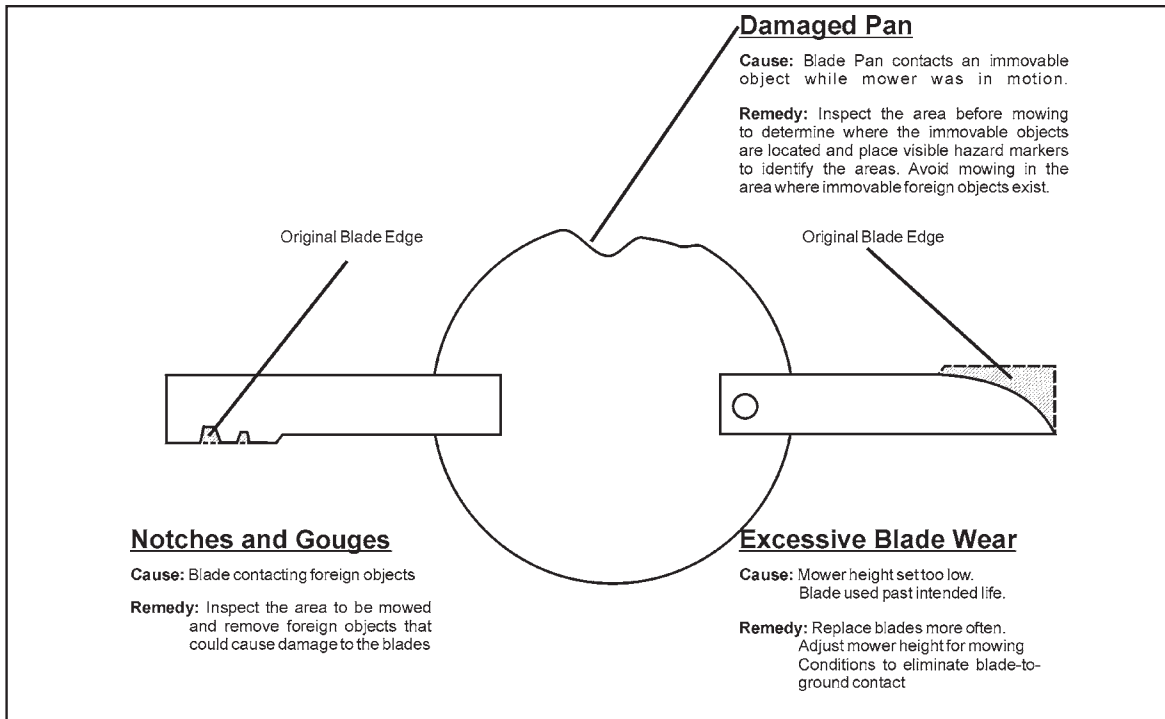 Damaged Pan
Cause: Blade Pan contacts an immovable
object while mower was in motion.
Remedy: Inspect the area before mowing
to determine where the immovable objects
are located and place visible hazard markers
to identify the areas. Avoid mowing in the
area where immovable foreign objects exist.
Original Blade Edge
Original Blade Edge
Notches and Gouges
Cause: Blade contacting foreign objects
Remedy: Inspect the area to be mowed
and remove foreign objects that
could cause damage to the blades
Excessive Blade Wear
Cause: Mower height set too low.
Blade used past intended life.
Remedy: Replace blades more often.
Adjust mower height for mowing
Conditions to eliminate blade-to-
ground contact